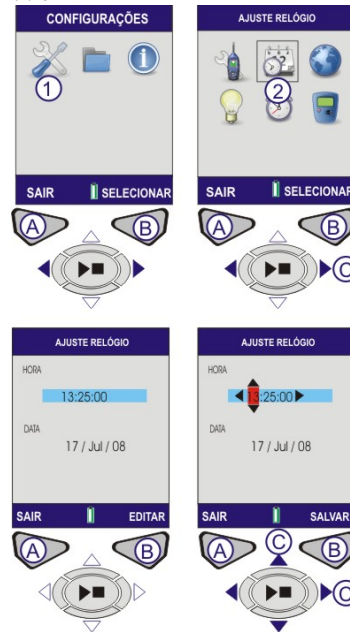 CONFIGURAÇÕES
1
SAIR SELECIONAR
A B
AJUSTE RELÓGIO
2
SAIR SELECIONAR
A B
C
AJUSTE RELÓGIO
HORA
13:25:00
DATA
17 / Jul / 08
SAIR EDITAR
A B
AJUSTE RELÓGIO
HORA
13:25:00
DATA
17 / Jul / 08
SAIR SALVAR
A C B
C